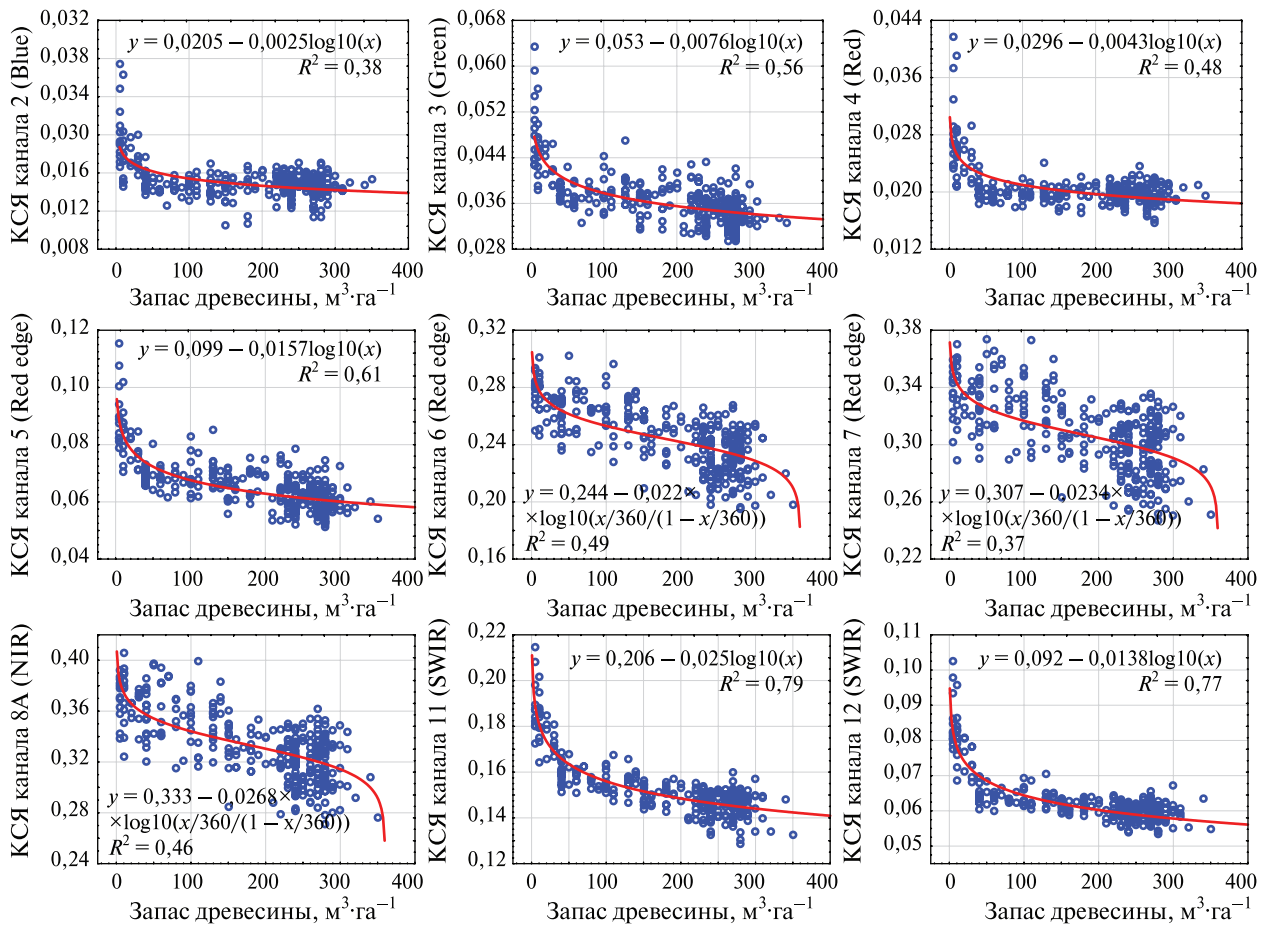 КСЯ канала 2 (Blue)
0,032
0,038
0,034
0,030
0,016
0,012
0,008
y = 0,0205 – 0,0025log10(x)
R² = 0,38
0 100 200 300 400
Запас древесины, м³·га⁻¹
КСЯ канала 3 (Green)
0,068
0,060
0,052
0,044
0,036
0,028
y = 0,053 – 0,0076log10(x)
R² = 0,56
0 100 200 300 400
Запас древесины, м³·га⁻¹
КСЯ канала 4 (Red)
0,044
0,036
0,028
0,020
0,012
y = 0,0296 – 0,0043log10(x)
R² = 0,48
0 100 200 300 400
Запас древесины, м³·га⁻¹
КСЯ канала 5 (Red edge)
0,12
0,10
0,08
0,06
0,04
y = 0,099 – 0,0157log10(x)
R² = 0,61
0 100 200 300 400
Запас древесины, м³·га⁻¹
КСЯ канала 6 (Red edge)
0,32
0,28
0,24
0,20
0,16
y = 0,244 – 0,022×
×log10(x/360/(1 – x/360))
R² = 0,49
0 100 200 300 400
Запас древесины, м³·га⁻¹
КСЯ канала 7 (Red edge)
0,38
0,34
0,30
0,26
0,22
y = 0,307 – 0,0234×
×log10(x/360/(1 – x/360))
R² = 0,37
0 100 200 300 400
Запас древесины, м³·га⁻¹
КСЯ канала 8A (NIR)
0,40
0,36
0,32
0,28
0,24
y = 0,333 – 0,0268×
×log10(x/360/(1 – x/360))
R² = 0,46
0 100 200 300 400
Запас древесины, м³·га⁻¹
КСЯ канала 11 (SWIR)
0,22
0,20
0,18
0,16
0,14
0,12
y = 0,206 – 0,025log10(x)
R² = 0,79
0 100 200 300 400
Запас древесины, м³·га⁻¹
КСЯ канала 12 (SWIR)
0,11
0,10
0,09
0,08
0,07
0,06
0,05
y = 0,092 – 0,0138log10(x)
R² = 0,77
0 100 200 300 400
Запас древесины, м³·га⁻¹